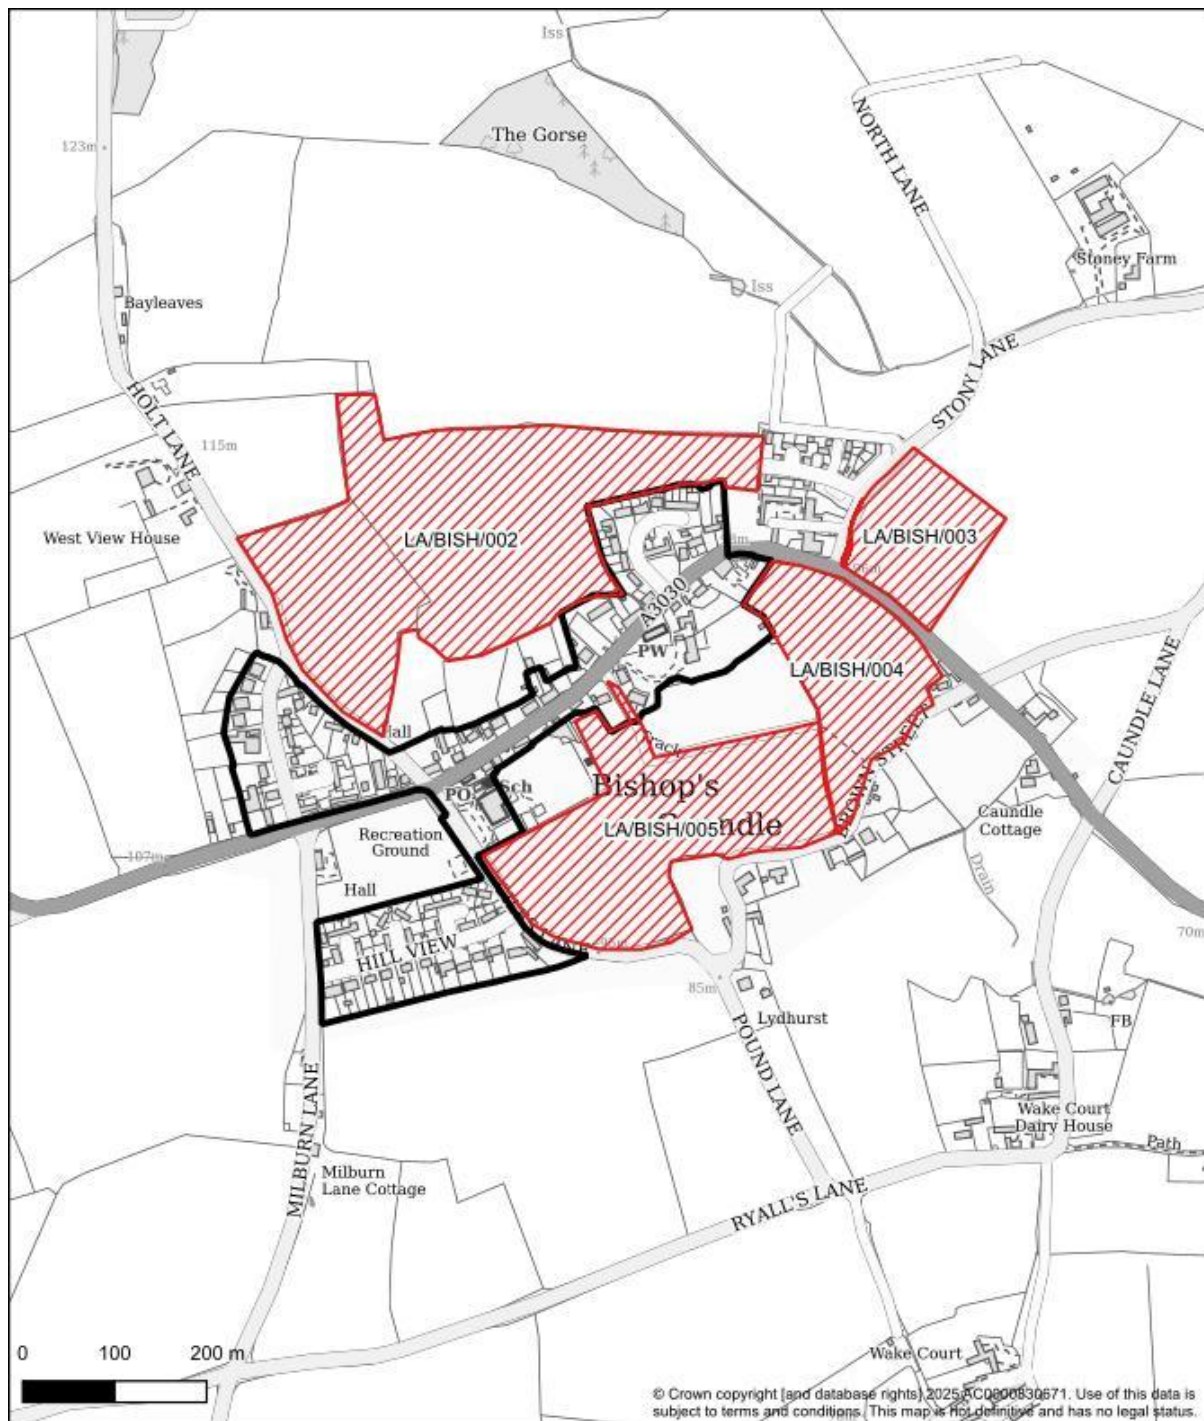 Iss
The Gorse
123m
NORTH LANE
Stoney Farm
Iss
Bayleaves
STONY LANE
HOLT LANE
115m
West View House
LA/BISH/002
LA/BISH/003
96m
A3030
PW
LA/BISH/004
Hall
Track
CAUNDLE LANE
BROWN STREET
PO
Sch
Bishop's
Caundle
LA/BISH/005
Caundle
Cottage
Recreation
Ground
107m
Drain
Hall
HILL VIEW
70m
85m
Lydhurst
FB
POUND LANE
MILBURN LANE
Wake Court
Dairy House
Path
Milburn
Lane Cottage
RYALL'S LANE
Wake Court
0 100 200 m
© Crown copyright [and database rights] 2025 AC0000830671. Use of this data is
subject to terms and conditions. This map is not definitive and has no legal status.